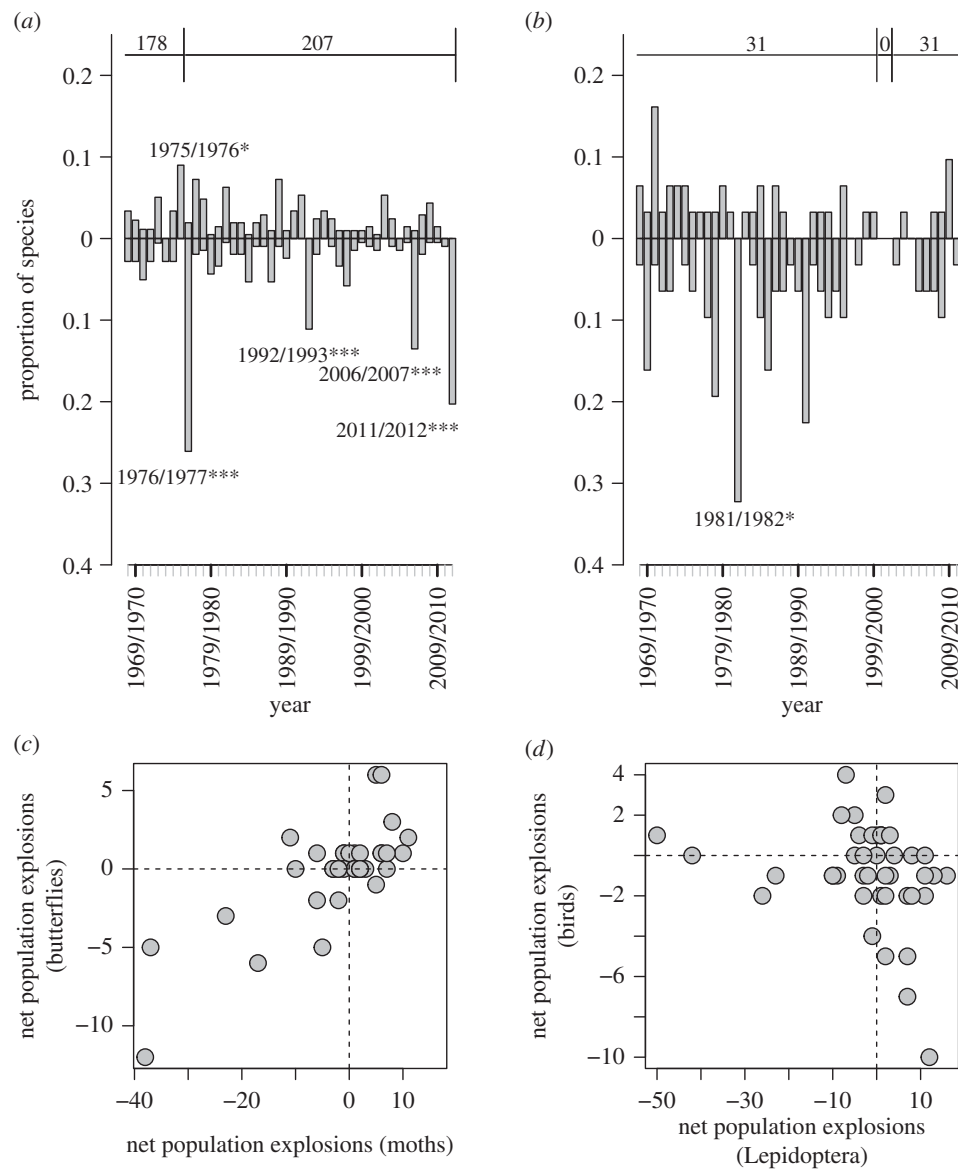 (a)
178 207
0.2
0.1
0
0.1
0.2
0.3
0.4
proportion of species
1975/1976*
1992/1993***
2006/2007***
2011/2012***
1976/1977***
1969/1970
1979/1980
1989/1990
1999/2000
2009/2010
year
(b)
31 0 31
0.2
0.1
0
0.1
0.2
0.3
0.4
1981/1982*
1969/1970
1979/1980
1989/1990
1999/2000
2009/2010
year
(c)
5
0
−5
−10
net population explosions
(butterflies)
−40 −20 0 10
net population explosions (moths)
(d)
4
2
−2
−6
−10
net population explosions
(birds)
−50 −30 −10 10
net population explosions
(Lepidoptera)